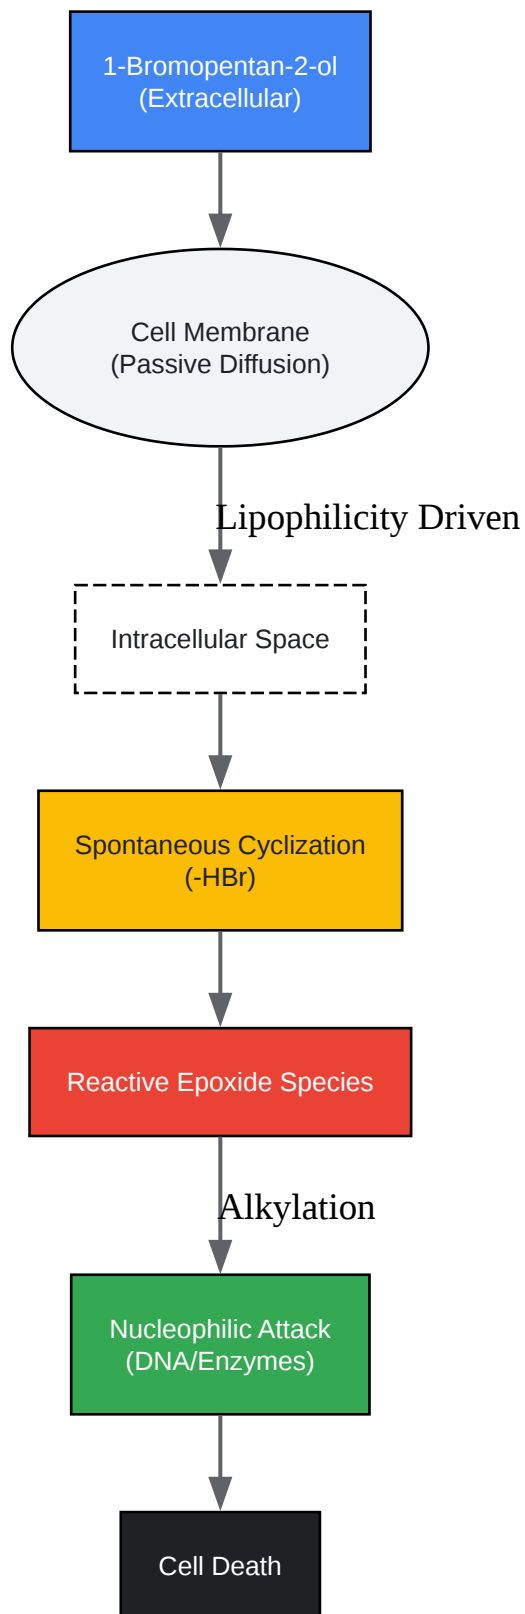 1-Bromopentan-2-ol
(Extracellular)
Cell Membrane
(Passive Diffusion)
Lipophilicity Driven
Intracellular Space
Spontaneous Cyclization
(-HBr)
Reactive Epoxide Species
Alkylation
Nucleophilic Attack
(DNA/Enzymes)
Cell Death